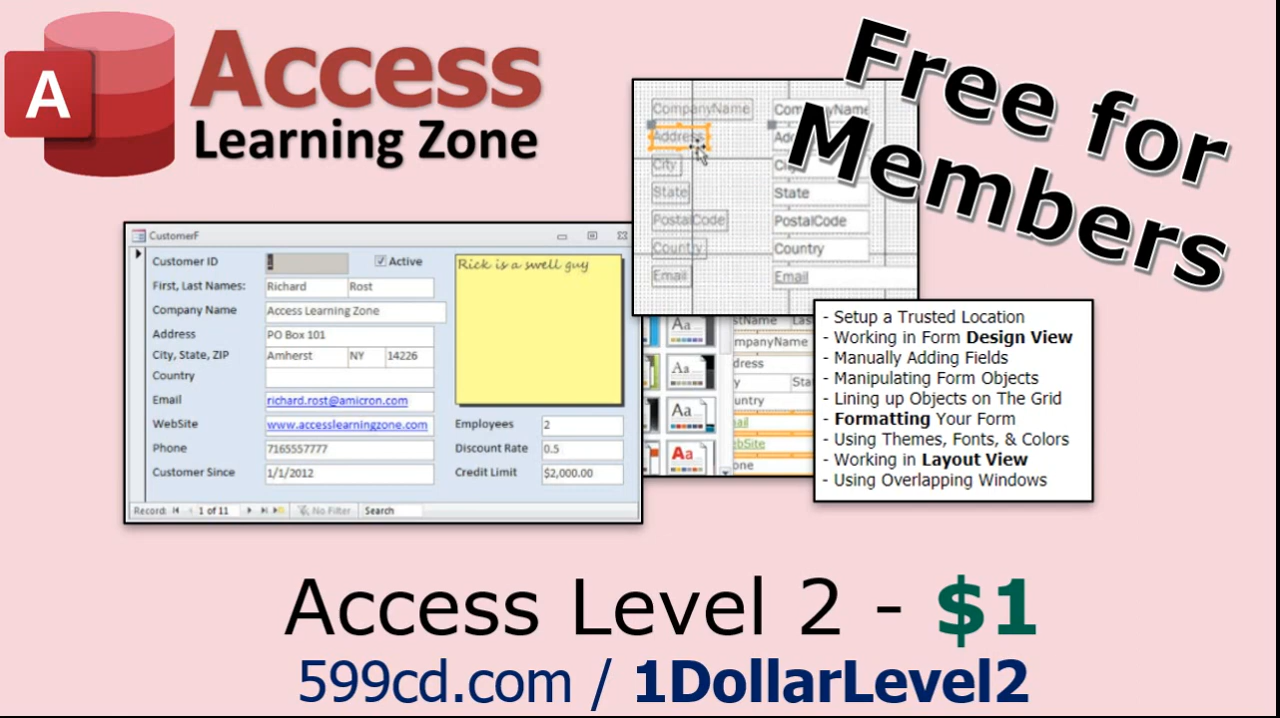 A
Access
Learning Zone
Free for
Members
CompanyName CompanyName
Address
City
State State
PostalCode PostalCode
Country Country
Email Email
CustomerF
Customer ID
Active
First, Last Names: Richard Rost
Company Name Access Learning Zone
Address PO Box 101
City, State, ZIP Amherst NY 14226
Country
Email richard.rost@amicron.com
WebSite www.accesslearningzone.com
Phone 7165557777
Customer Since 1/1/2012
Rick is a swell guy
Employees 2
Discount Rate 0.5
Credit Limit $2,000.00
Record: 1 of 11 No Filter Search
Aa
Aa
Aa
Aa
- Setup a Trusted Location
- Working in Form Design View
- Manually Adding Fields
- Manipulating Form Objects
- Lining up Objects on The Grid
- Formatting Your Form
- Using Themes, Fonts, & Colors
- Working in Layout View
- Using Overlapping Windows
Access Level 2 - $1
599cd.com / 1DollarLevel2